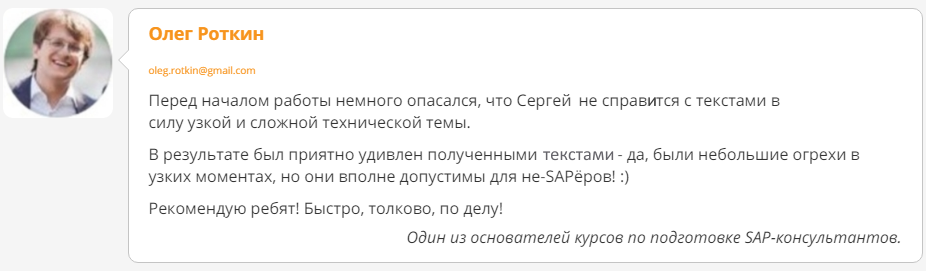 Олег Роткин
oleg.rotkin@gmail.com
Перед началом работы немного опасался, что Сергей не справится с текстами в
силу узкой и сложной технической темы.
В результате был приятно удивлен полученными текстами - да, были небольшие огрехи в
узких моментах, но они вполне допустимы для не-SAPёров! :)
Рекомендую ребят! Быстро, толково, по делу!
Один из основателей курсов по подготовке SAP-консультантов.